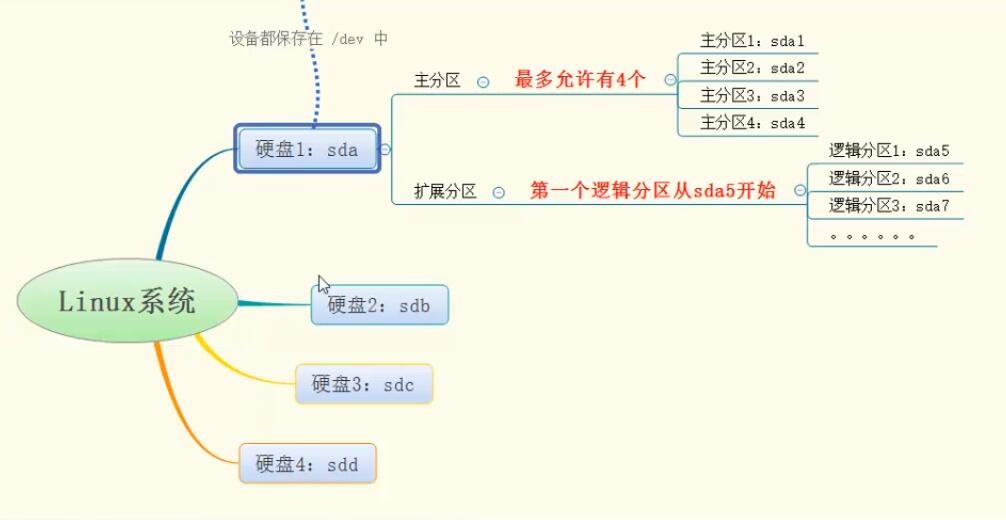 设备都保存在 /dev 中
主分区1：sda1
主分区2：sda2
主分区 最多允许有4个
主分区3：sda3
主分区4：sda4
硬盘1：sda
逻辑分区1：sda5
逻辑分区2：sda6
扩展分区 第一个逻辑分区从sda5开始
逻辑分区3：sda7
。。。。。。
Linux系统
硬盘2：sdb
硬盘3：sdc
硬盘4：sdd